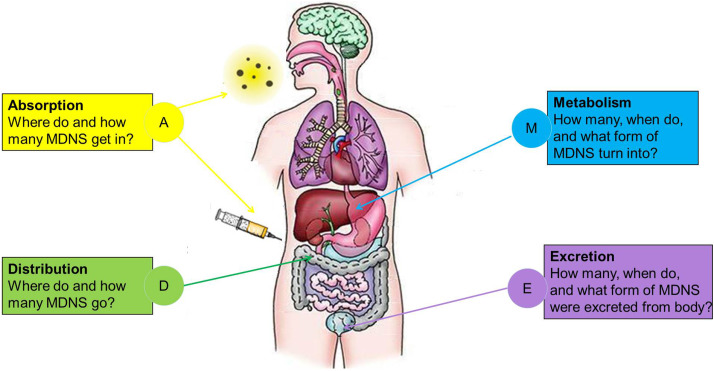 Absorption
Where do and how
many MDNS get in?
A
Metabolism
How many, when do,
and what form of
MDNS turn into?
M
Distribution
Where do and how
many MDNS go?
D
Excretion
How many, when do,
and what form of MDNS
were excreted from body?
E